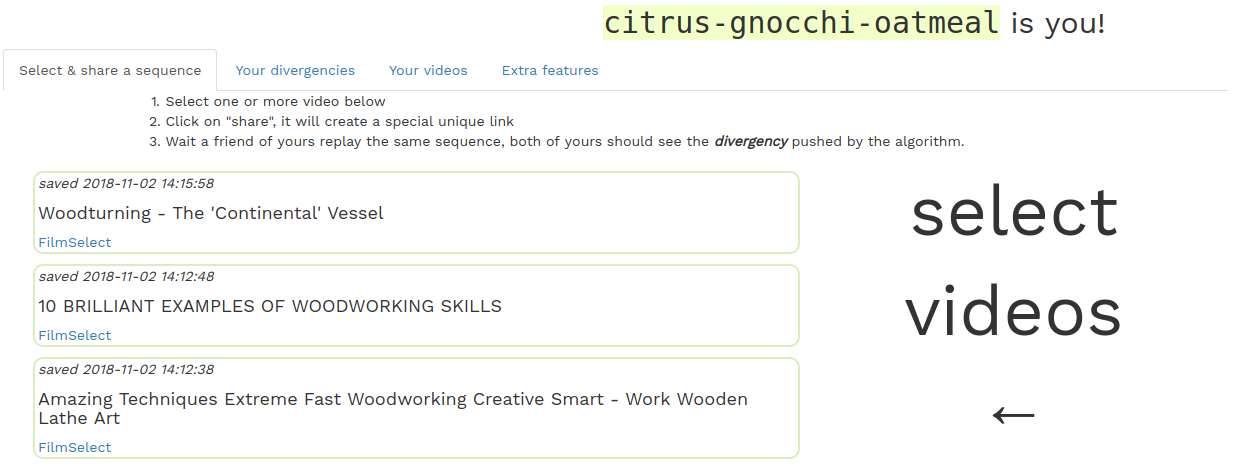 citrus-gnocchi-oatmeal is you!
Select & share a sequence Your divergencies Your videos Extra features
1. Select one or more video below
2. Click on "share", it will create a special unique link
3. Wait a friend of yours replay the same sequence, both of yours should see the divergency pushed by the algorithm.
saved 2018-11-02 14:15:58
Woodturning - The 'Continental' Vessel
FilmSelect
saved 2018-11-02 14:12:48
10 BRILLIANT EXAMPLES OF WOODWORKING SKILLS
FilmSelect
saved 2018-11-02 14:12:38
Amazing Techniques Extreme Fast Woodworking Creative Smart - Work Wooden
Lathe Art
FilmSelect
select
videos
←